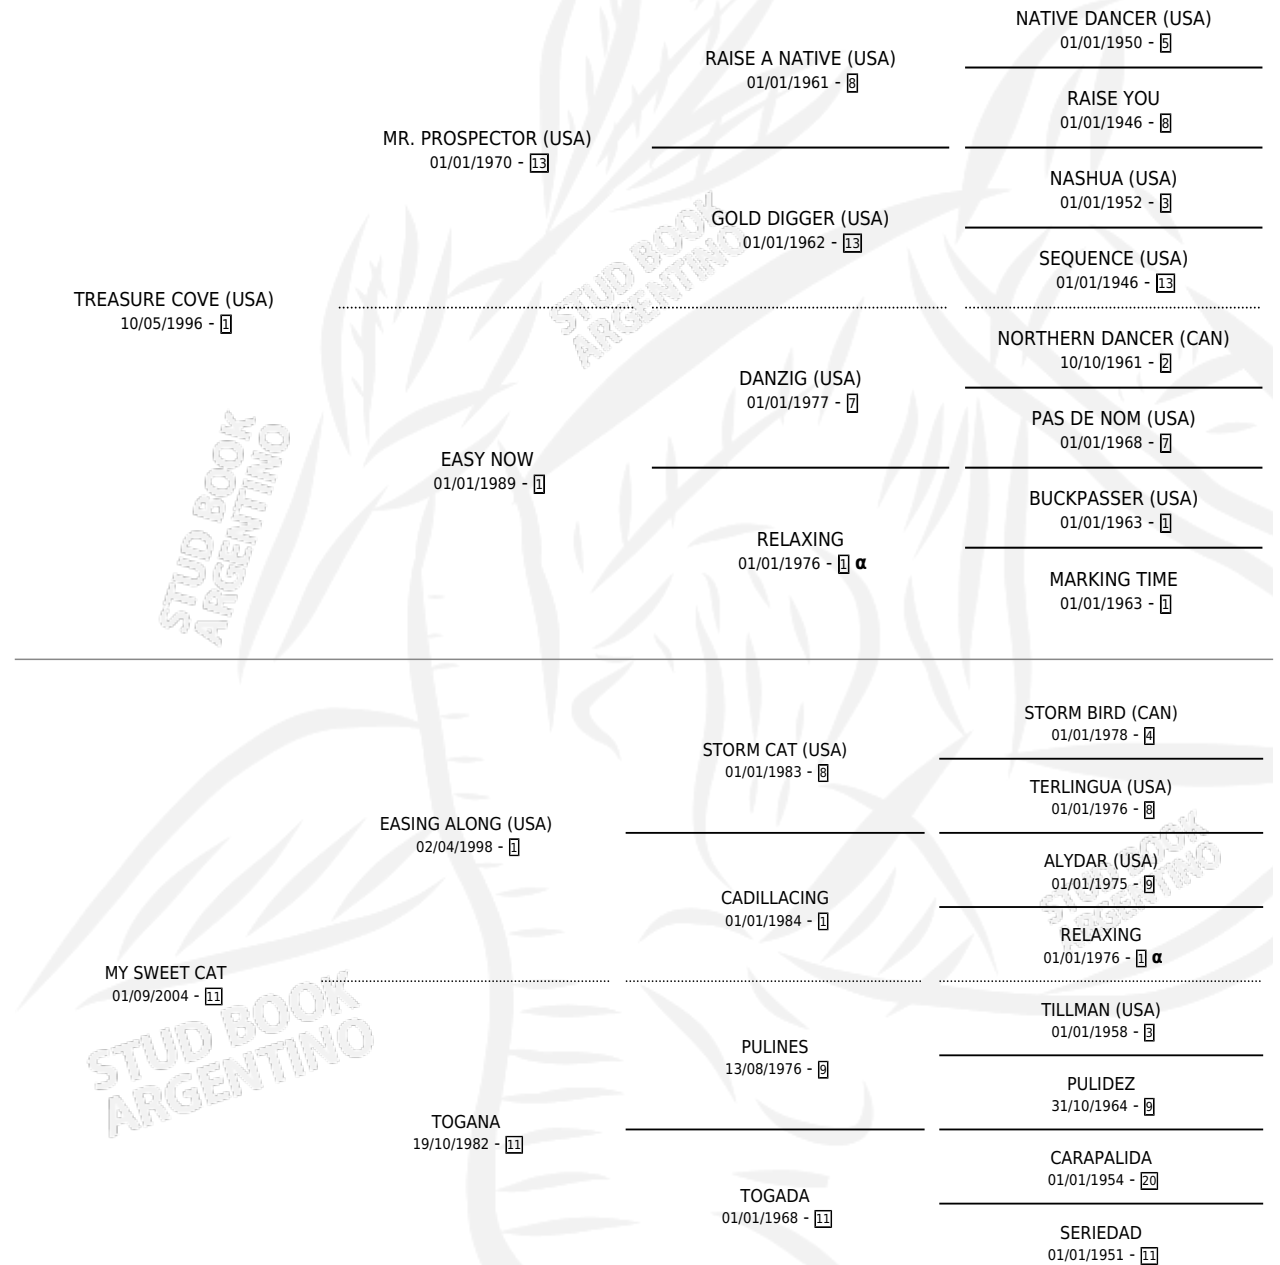 NATIVE DANCER (USA)
01/01/1950 - 5
RAISE A NATIVE (USA)
01/01/1961 - 8
RAISE YOU
01/01/1946 - 8
MR. PROSPECTOR (USA)
01/01/1970 - 13
NASHUA (USA)
01/01/1952 - 3
GOLD DIGGER (USA)
01/01/1962 - 13
SEQUENCE (USA)
01/01/1946 - 13
TREASURE COVE (USA)
10/05/1996 - 1
NORTHERN DANCER (CAN)
10/10/1961 - 2
DANZIG (USA)
01/01/1977 - 7
PAS DE NOM (USA)
01/01/1968 - 7
EASY NOW
01/01/1989 - 1
BUCKPASSER (USA)
01/01/1963 - 1
RELAXING
01/01/1976 - 1 α
MARKING TIME
01/01/1963 - 1
STORM BIRD (CAN)
01/01/1978 - 4
STORM CAT (USA)
01/01/1983 - 8
TERLINGUA (USA)
01/01/1976 - 8
EASING ALONG (USA)
02/04/1998 - 1
ALYDAR (USA)
01/01/1975 - 9
CADILLACING
01/01/1984 - 1
RELAXING
01/01/1976 - 1 α
MY SWEET CAT
01/09/2004 - 11
TILLMAN (USA)
01/01/1958 - 3
PULINES
13/08/1976 - 9
PULIDEZ
31/10/1964 - 9
TOGANA
19/10/1982 - 11
CARAPALIDA
01/01/1954 - 20
TOGADA
01/01/1968 - 11
SERIEDAD
01/01/1951 - 11
STUD BOOK
ARGENTINO
STUD BOOK
ARGENTINO
STUD BOOK
ARGENTINO
STUD BOOK
ARGENTINO